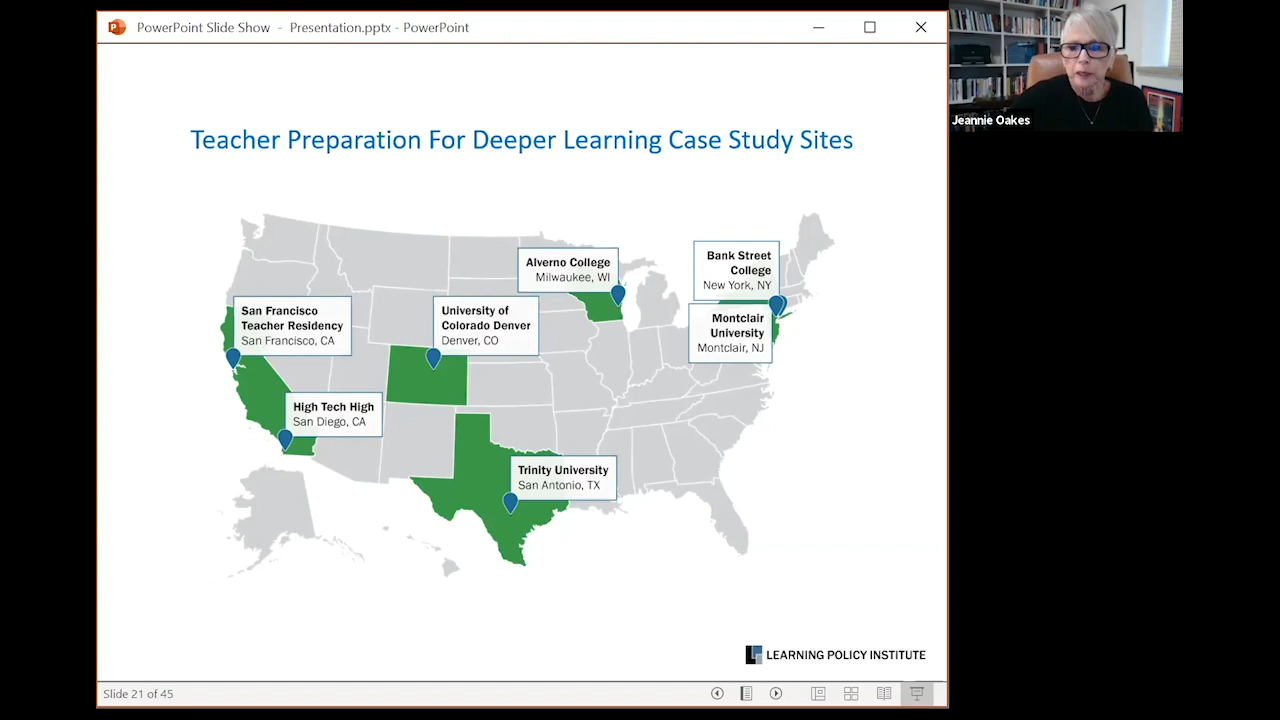 PowerPoint Slide Show - Presentation.pptx - PowerPoint
Jeannie Oakes
Teacher Preparation For Deeper Learning Case Study Sites
Alverno College
Milwaukee, WI
Bank Street
College
New York, NY
San Francisco
Teacher Residency
San Francisco, CA
University of
Colorado Denver
Denver, CO
Montclair
University
Montclair, NJ
High Tech High
San Diego, CA
Trinity University
San Antonio, TX
LEARNING POLICY INSTITUTE
Slide 21 of 45